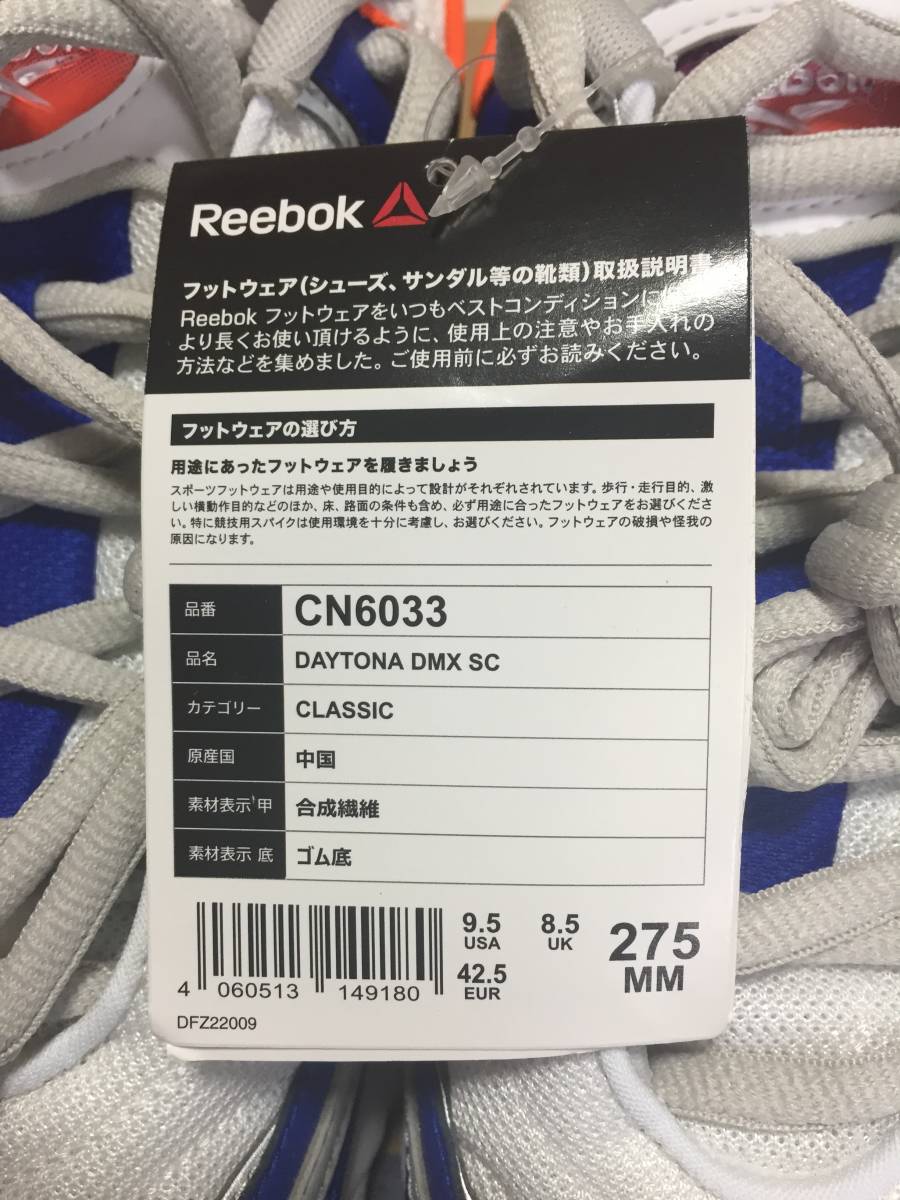 Reebok
フットウェア(シューズ、サンダル等の靴類)取扱説明書
Reebok フットウェアをいつもベストコンディションに
より長くお使い頂けるように、使用上の注意やお手入れの
方法などを集めました。ご使用前に必ずお読みください。
フットウェアの選び方
用途にあったフットウェアを履きましょう
スポーツフットウェアは用途や使用目的によって設計がそれぞれされています。歩行・走行目的、激
しい横動作目的などのほか、床、路面の条件も含め、必ず用途に合ったフットウェアをお選びくださ
い。特に競技用スパイクは使用環境を十分に考慮し、お選びください。フットウェアの破損や怪我の
原因になります。
品番 CN6033
品名 DAYTONA DMX SC
カテゴリー CLASSIC
原産国 中国
素材表示 甲 合成繊維
素材表示 底 ゴム底
9.5 USA 8.5 UK
42.5 EUR
275 MM
4 060513 149180
DFZ22009